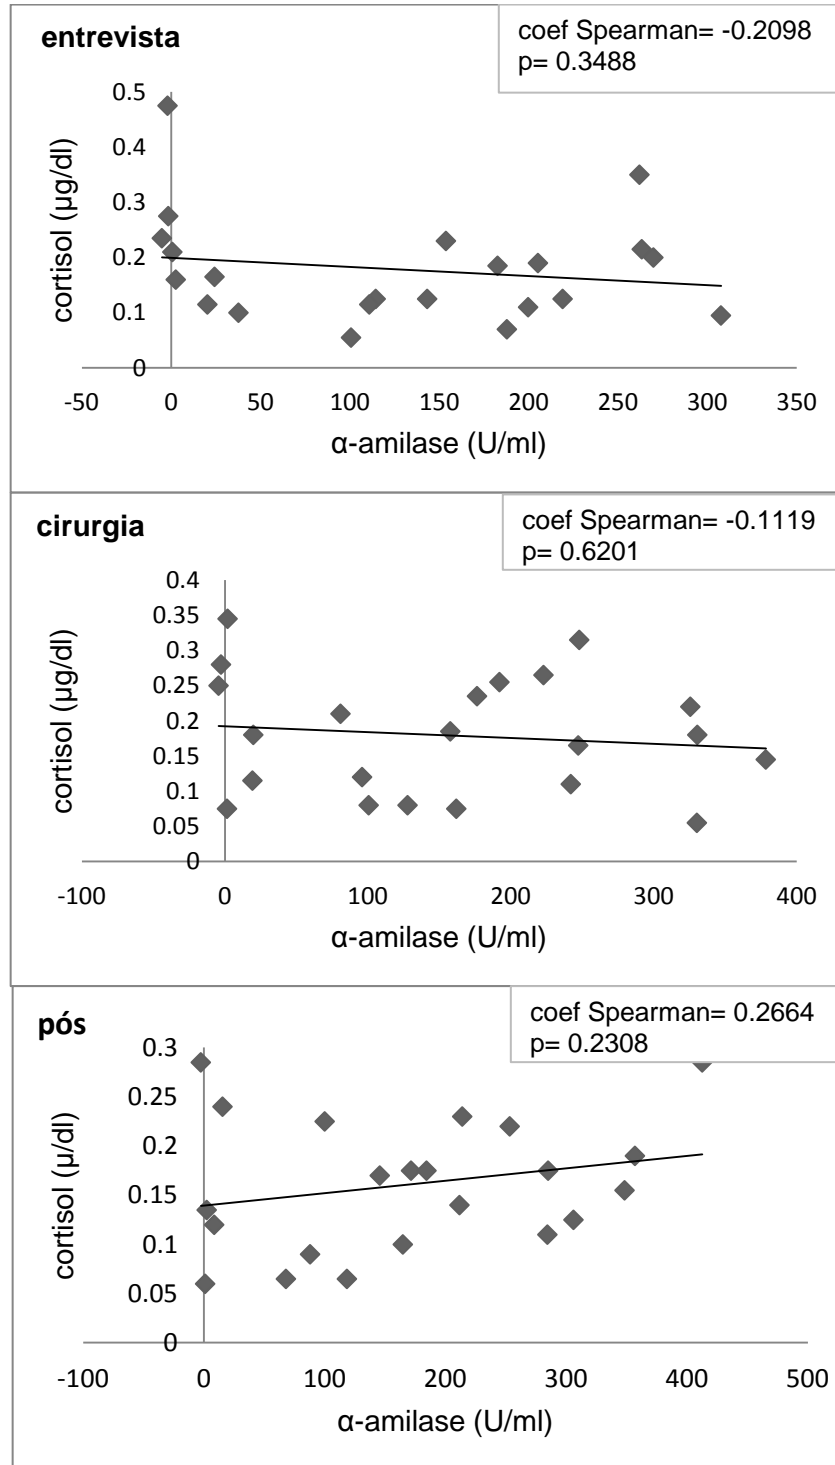 entrevista
coef Spearman= -0.2098
p= 0.3488
0.5
0.4
0.3
0.2
0.1
0
cortisol (µg/dl)
-50 0 50 100 150 200 250 300 350
α-amilase (U/ml)
cirurgia
coef Spearman= -0.1119
p= 0.6201
0.4
0.35
0.3
0.25
0.2
0.15
0.1
0.05
0
cortisol (µg/dl)
-100 0 100 200 300 400
α-amilase (U/ml)
pós
coef Spearman= 0.2664
p= 0.2308
0.3
0.25
0.2
0.15
0.1
0.05
0
cortisol (µ/dl)
-100 0 100 200 300 400 500
α-amilase (U/ml)